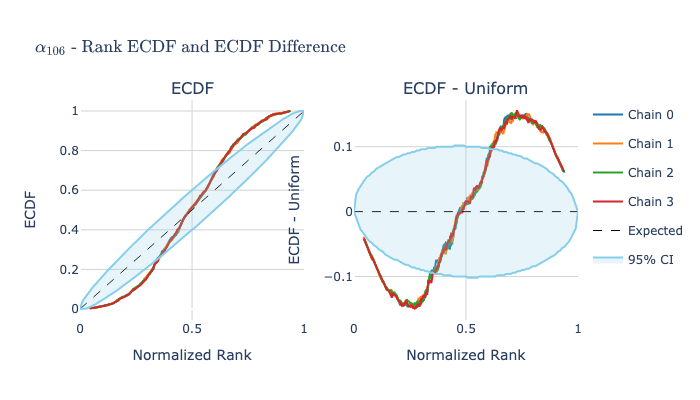 α₁₀₆ - Rank ECDF and ECDF Difference
ECDF
ECDF - Uniform
ECDF
1
0.8
0.6
0.4
0.2
0
0
0.5
1
Normalized Rank
ECDF - Uniform
0.1
0
−0.1
0
0.5
1
Normalized Rank
Chain 0
Chain 1
Chain 2
Chain 3
Expected
95% CI